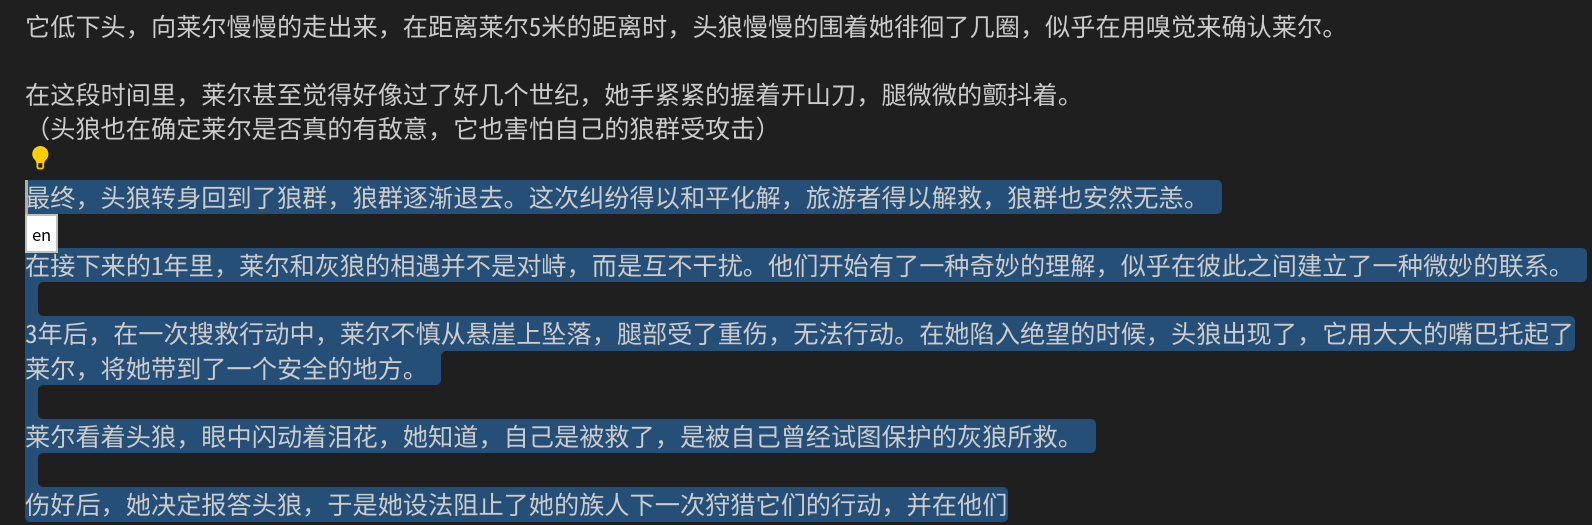 它低下头，向莱尔慢慢的走出来，在距离莱尔5米的距离时，头狼慢慢的围着她徘徊了几圈，似乎在用嗅觉来确认莱尔。
在这段时间里，莱尔甚至觉得好像过了好几个世纪，她手紧紧的握着开山刀，腿微微的颤抖着。
（头狼也在确定莱尔是否真的有敌意，它也害怕自己的狼群受攻击）
最终，头狼转身回到了狼群，狼群逐渐退去。这次纠纷得以和平化解，旅游者得以解救，狼群也安然无恙。
en
在接下来的1年里，莱尔和灰狼的相遇并不是对峙，而是互不干扰。他们开始有了一种奇妙的理解，似乎在彼此之间建立了一种微妙的联系。
3年后，在一次搜救行动中，莱尔不慎从悬崖上坠落，腿部受了重伤，无法行动。在她陷入绝望的时候，头狼出现了，它用大大的嘴巴托起了
莱尔，将她带到了一个安全的地方。
莱尔看着头狼，眼中闪动着泪花，她知道，自己是被救了，是被自己曾经试图保护的灰狼所救。
伤好后，她决定报答头狼，于是她设法阻止了她的族人下一次狩猎它们的行动，并在他们